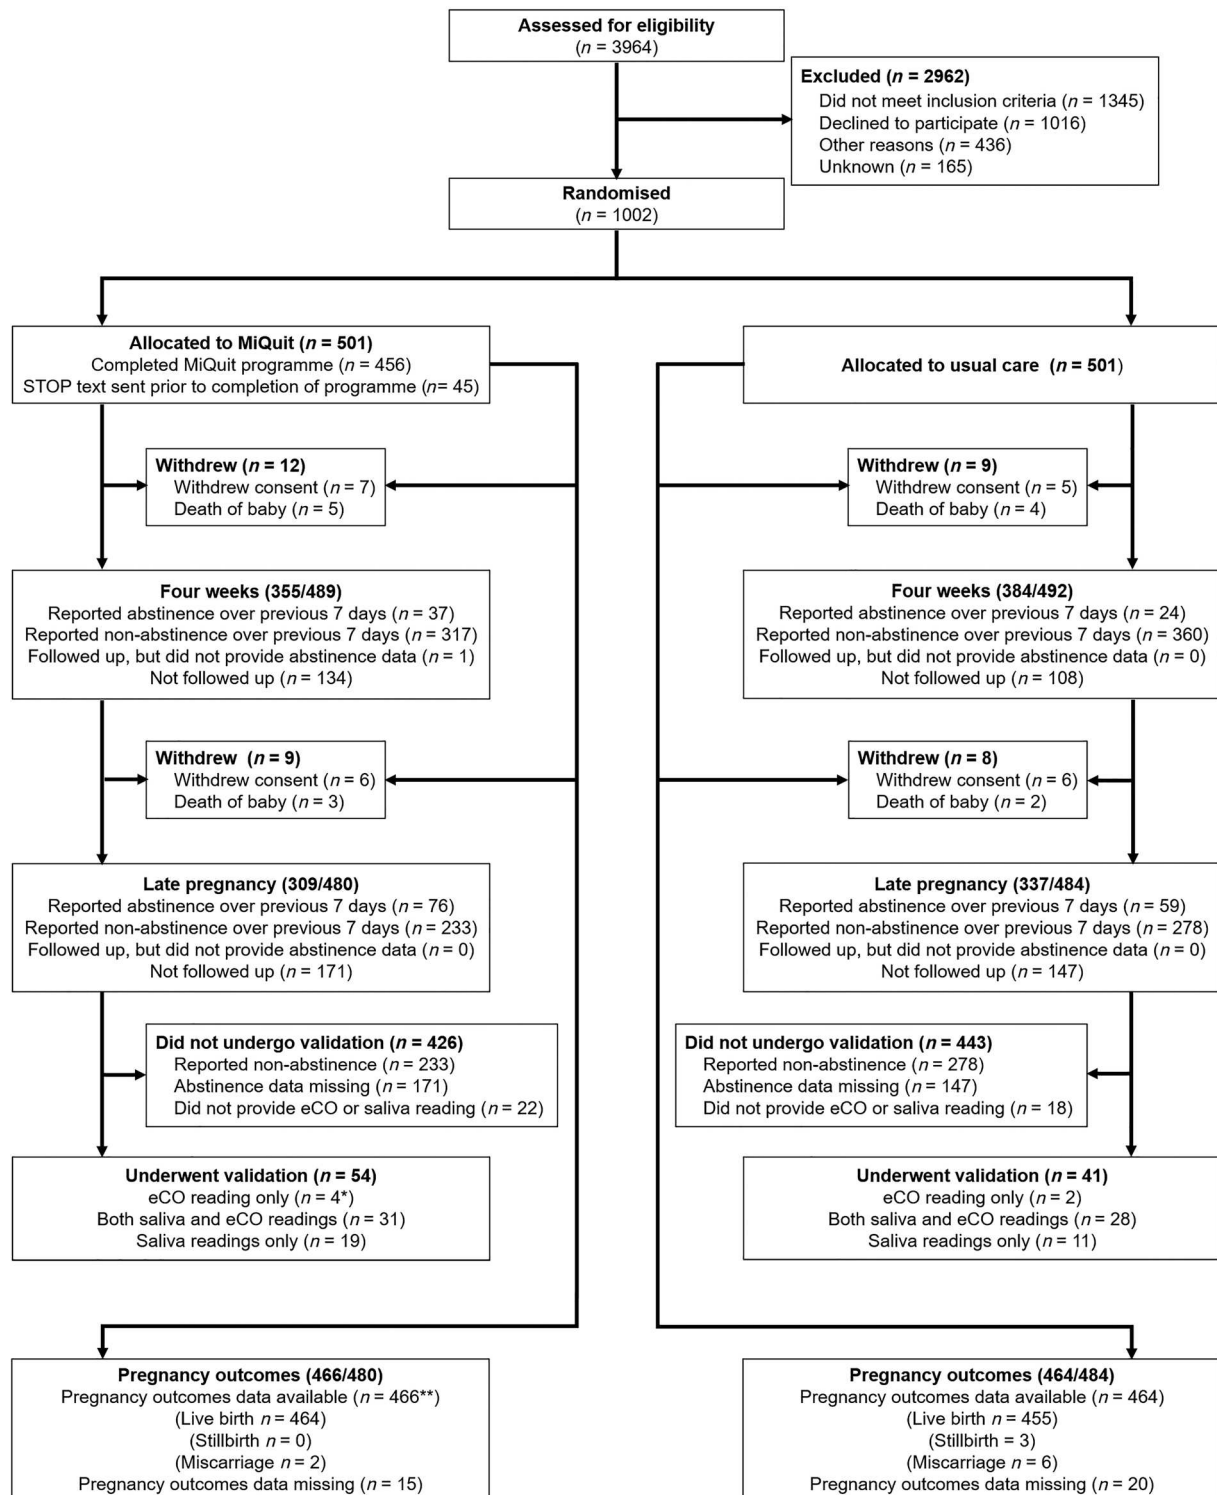 Assessed for eligibility
(n = 3964)
Excluded (n = 2962)
Did not meet inclusion criteria (n = 1345)
Declined to participate (n = 1016)
Other reasons (n = 436)
Unknown (n = 165)
Randomised
(n = 1002)
Allocated to MiQuit (n = 501)
Completed MiQuit programme (n = 456)
STOP text sent prior to completion of programme (n= 45)
Allocated to usual care (n = 501)
Withdrew (n = 12)
Withdrew consent (n = 7)
Death of baby (n = 5)
Withdrew (n = 9)
Withdrew consent (n = 5)
Death of baby (n = 4)
Four weeks (355/489)
Reported abstinence over previous 7 days (n = 37)
Reported non-abstinence over previous 7 days (n = 317)
Followed up, but did not provide abstinence data (n = 1)
Not followed up (n = 134)
Four weeks (384/492)
Reported abstinence over previous 7 days (n = 24)
Reported non-abstinence over previous 7 days (n = 360)
Followed up, but did not provide abstinence data (n = 0)
Not followed up (n = 108)
Withdrew (n = 9)
Withdrew consent (n = 6)
Death of baby (n = 3)
Withdrew (n = 8)
Withdrew consent (n = 6)
Death of baby (n = 2)
Late pregnancy (309/480)
Reported abstinence over previous 7 days (n = 76)
Reported non-abstinence over previous 7 days (n = 233)
Followed up, but did not provide abstinence data (n = 0)
Not followed up (n = 171)
Late pregnancy (337/484)
Reported abstinence over previous 7 days (n = 59)
Reported non-abstinence over previous 7 days (n = 278)
Followed up, but did not provide abstinence data (n = 0)
Not followed up (n = 147)
Did not undergo validation (n = 426)
Reported non-abstinence (n = 233)
Abstinence data missing (n = 171)
Did not provide eCO or saliva reading (n = 22)
Did not undergo validation (n = 443)
Reported non-abstinence (n = 278)
Abstinence data missing (n = 147)
Did not provide eCO or saliva reading (n = 18)
Underwent validation (n = 54)
eCO reading only (n = 4*)
Both saliva and eCO readings (n = 31)
Saliva readings only (n = 19)
Underwent validation (n = 41)
eCO reading only (n = 2)
Both saliva and eCO readings (n = 28)
Saliva readings only (n = 11)
Pregnancy outcomes (466/480)
Pregnancy outcomes data available (n = 466**)
(Live birth n = 464)
(Stillbirth n = 0)
(Miscarriage n = 2)
Pregnancy outcomes data missing (n = 15)
Pregnancy outcomes (464/484)
Pregnancy outcomes data available (n = 464)
(Live birth n = 455)
(Stillbirth = 3)
(Miscarriage n = 6)
Pregnancy outcomes data missing (n = 20)